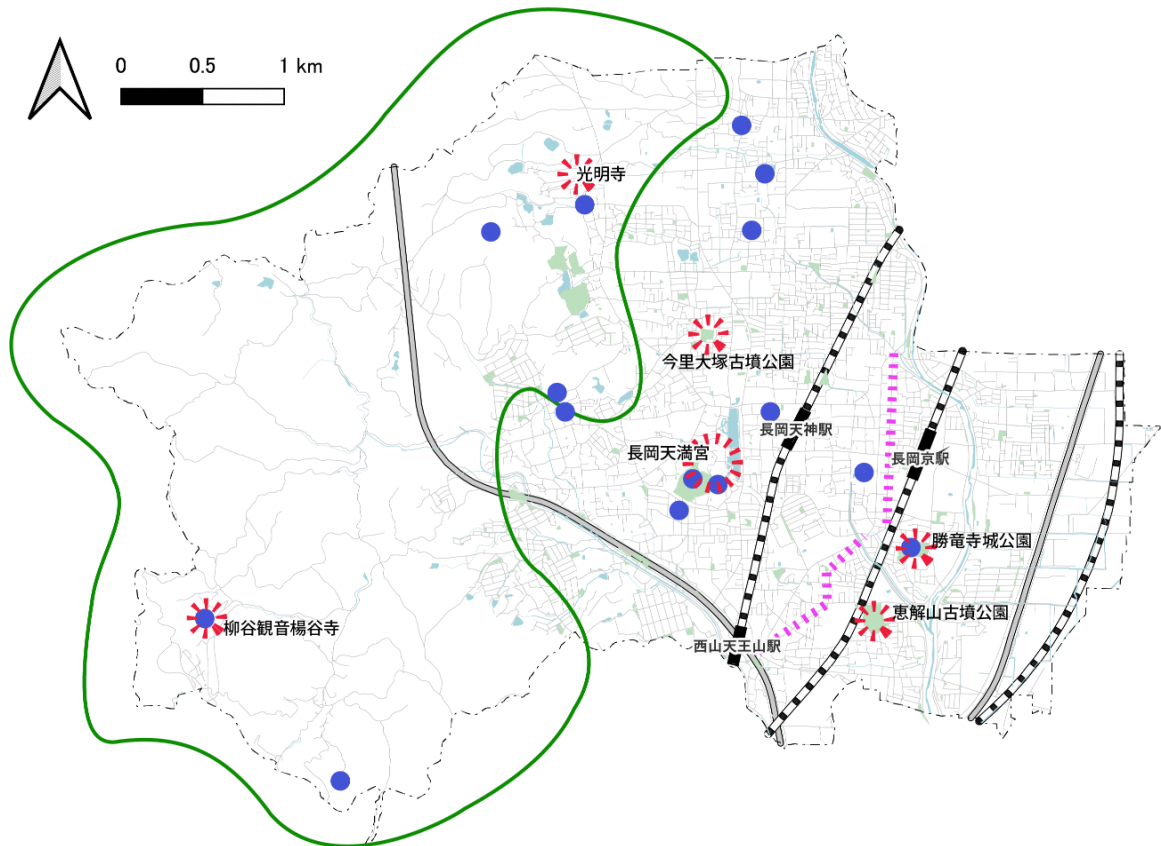 0 0.5 1 km
光明寺
今里大塚古墳公園
長岡天神駅
長岡天満宮
長岡京駅
勝竜寺城公園
恵解山古墳公園
柳谷観音楊谷寺
西山天王山駅